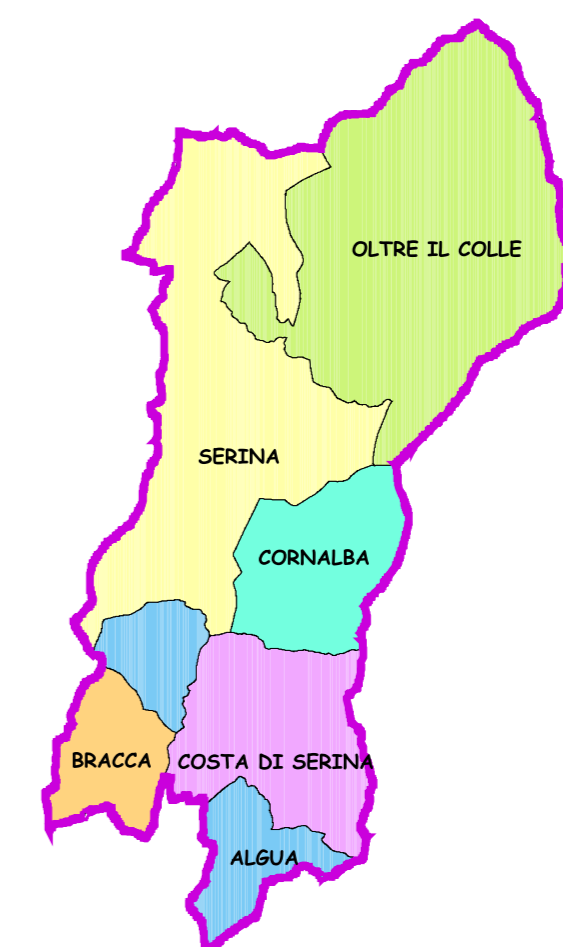 OLTRE IL COLLE
SERINA
CORNALBA
BRACCA
COSTA DI SERINA
ALGUA